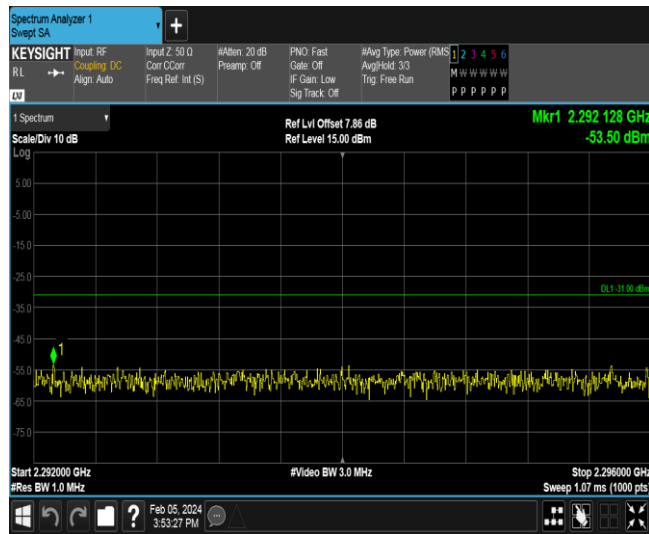 Spectrum Analyzer 1
Swept SA
+
KEYSIGHT
RL
LXI
Input: RF
Coupling: DC
Align: Auto
Input Z: 50 Ω
Corr CCorr
Freq Ref: Int (S)
#Atten: 20 dB
Preamp: Off
PNO: Fast
Gate: Off
IF Gain: Low
Sig Track: Off
#Avg Type: Power (RMS
Avg|Hold: 3/3
Trig: Free Run
1 2 3 4 5 6
M W W W W W
P P P P P P
1 Spectrum
Scale/Div 10 dB
Log
Ref Lvl Offset 7.86 dB
Ref Level 15.00 dBm
Mkr1 2.292 128 GHz
-53.50 dBm
5.00
-5.00
-15.0
-25.0
DL1 -31.00 dBm
-35.0
-45.0
1
-55.0
-65.0
-75.0
Start 2.292000 GHz
#Res BW 1.0 MHz
#Video BW 3.0 MHz
Stop 2.296000 GHz
Sweep 1.07 ms (1000 pts)
?
Feb 05, 2024
3:53:27 PM